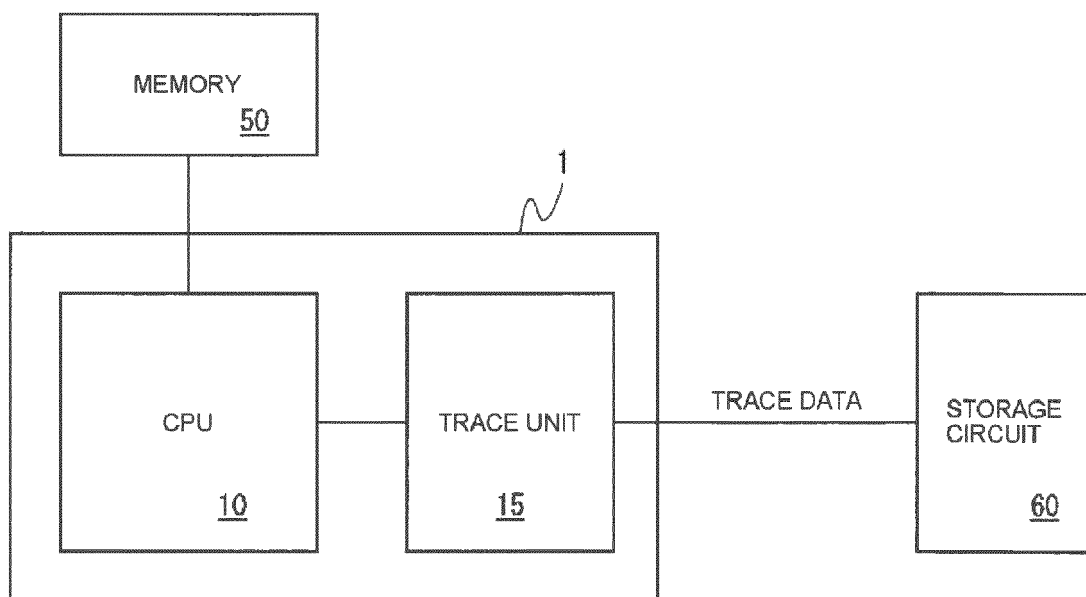 MEMORY
50
1
CPU
10
TRACE UNIT
15
TRACE DATA
STORAGE
CIRCUIT
60